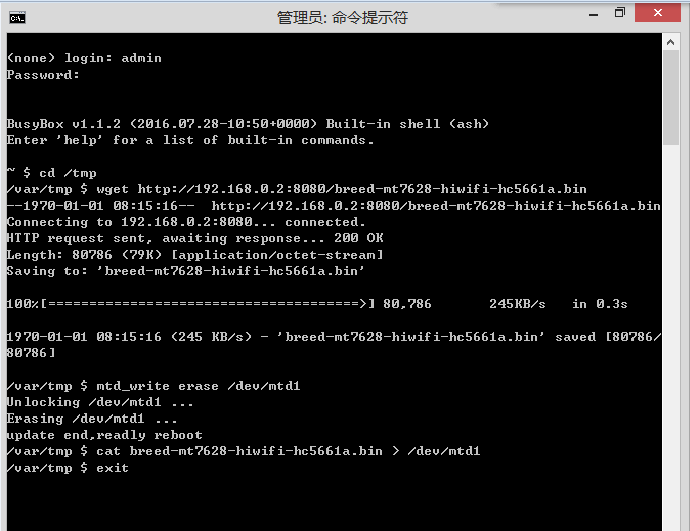 管理员: 命令提示符
(none) login: admin
Password:
BusyBox v1.1.2 (2016.07.28-10:50+0000) Built-in shell (ash)
Enter 'help' for a list of built-in commands.
~ $ cd /tmp
/var/tmp $ wget http://192.168.0.2:8080/breed-mt7628-hiwifi-hc5661a.bin
--1970-01-01 08:15:16--  http://192.168.0.2:8080/breed-mt7628-hiwifi-hc5661a.bin
Connecting to 192.168.0.2:8080... connected.
HTTP request sent, awaiting response... 200 OK
Length: 80786 (79K) [application/octet-stream]
Saving to: 'breed-mt7628-hiwifi-hc5661a.bin'
100%[======================================>] 80,786       245KB/s   in 0.3s
1970-01-01 08:15:16 (245 KB/s) - 'breed-mt7628-hiwifi-hc5661a.bin' saved [80786/
80786]
/var/tmp $ mtd_write erase /dev/mtd1
Unlocking /dev/mtd1 ...
Erasing /dev/mtd1 ...
update end,readly reboot
/var/tmp $ cat breed-mt7628-hiwifi-hc5661a.bin > /dev/mtd1
/var/tmp $ exit